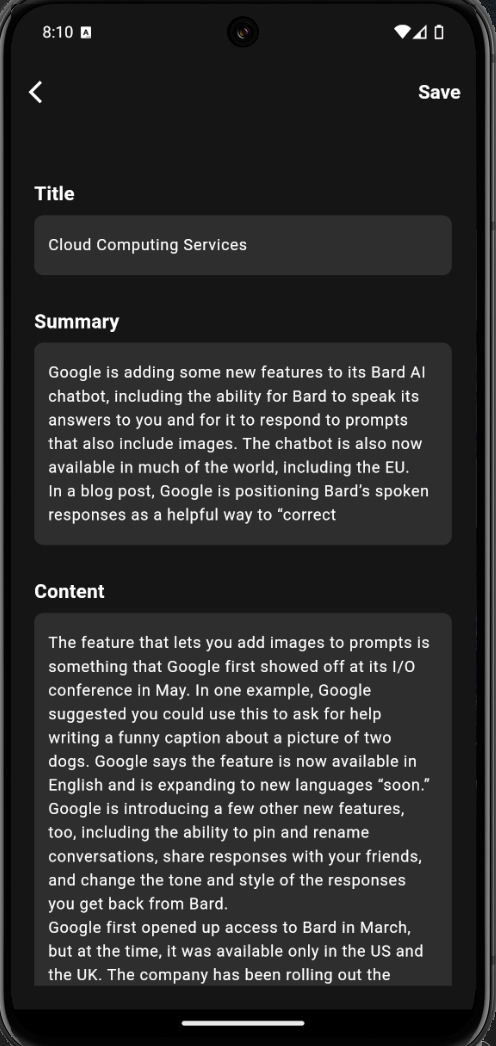 8:10 A
Save
Title
Cloud Computing Services
Summary
Google is adding some new features to its Bard AI
chatbot, including the ability for Bard to speak its
answers to you and for it to respond to prompts
that also include images. The chatbot is also now
available in much of the world, including the EU.
In a blog post, Google is positioning Bard’s spoken
responses as a helpful way to “correct
Content
The feature that lets you add images to prompts is
something that Google first showed off at its I/O
conference in May. In one example, Google
suggested you could use this to ask for help
writing a funny caption about a picture of two
dogs. Google says the feature is now available in
English and is expanding to new languages “soon.”
Google is introducing a few other new features,
too, including the ability to pin and rename
conversations, share responses with your friends,
and change the tone and style of the responses
you get back from Bard.
Google first opened up access to Bard in March,
but at the time, it was available only in the US and
the UK. The company has been rolling out the